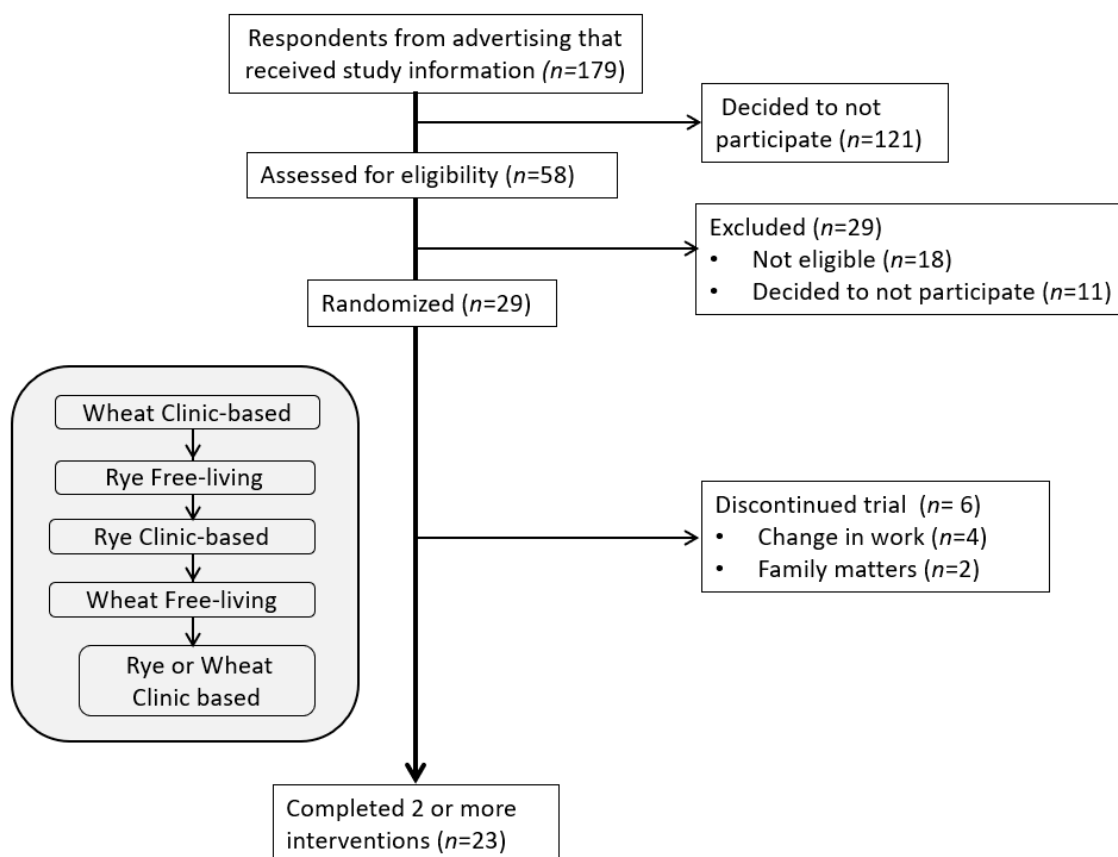 Respondents from advertising that
received study information (n=179)
Decided to not
participate (n=121)
Assessed for eligibility (n=58)
Excluded (n=29)
• Not eligible (n=18)
• Decided to not participate (n=11)
Randomized (n=29)
Wheat Clinic-based
Rye Free-living
Rye Clinic-based
Wheat Free-living
Rye or Wheat
Clinic based
Discontinued trial (n= 6)
• Change in work (n=4)
• Family matters (n=2)
Completed 2 or more
interventions (n=23)